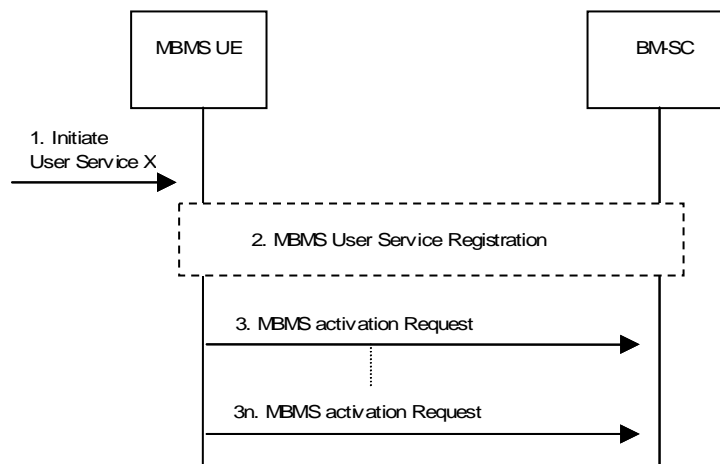 MBMS UE
BM-SC
1. Initiate
User Service X
2. MBMS User Service Registration
3. MBMS activation Request
3n. MBMS activation Request